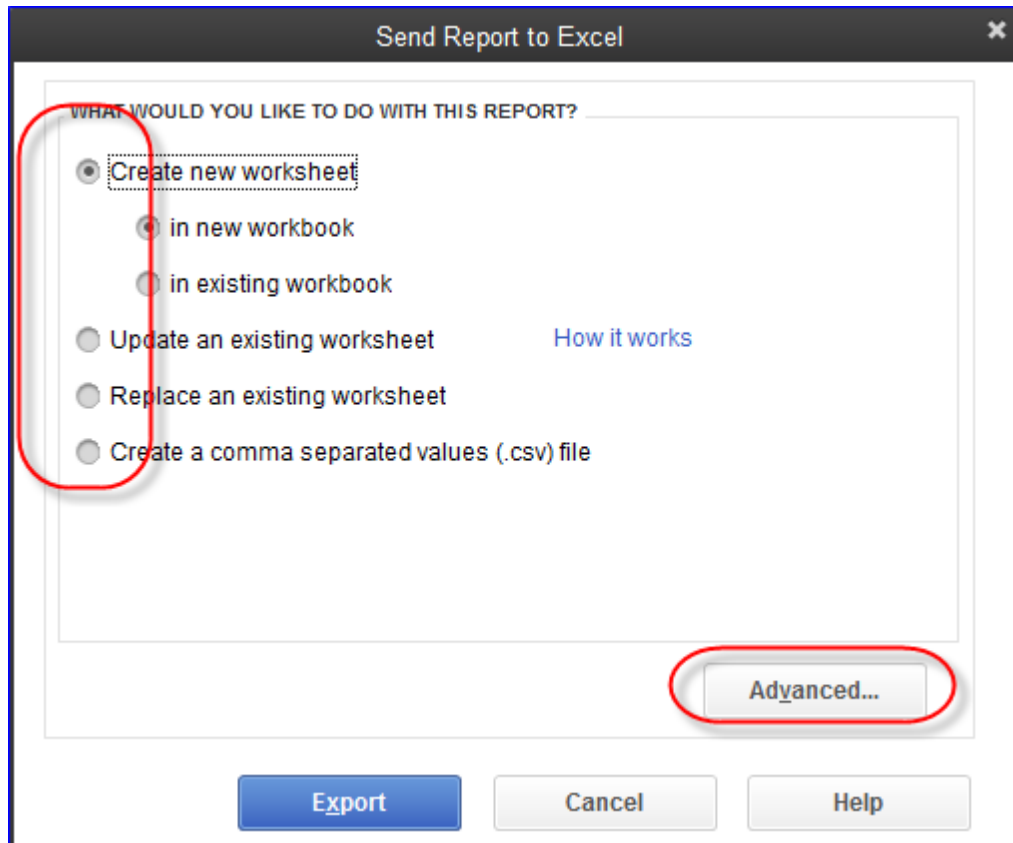 Send Report to Excel
WHAT WOULD YOU LIKE TO DO WITH THIS REPORT?
Create new worksheet
in new workbook
in existing workbook
Update an existing worksheet How it works
Replace an existing worksheet
Create a comma separated values (.csv) file
Advanced...
Export Cancel Help